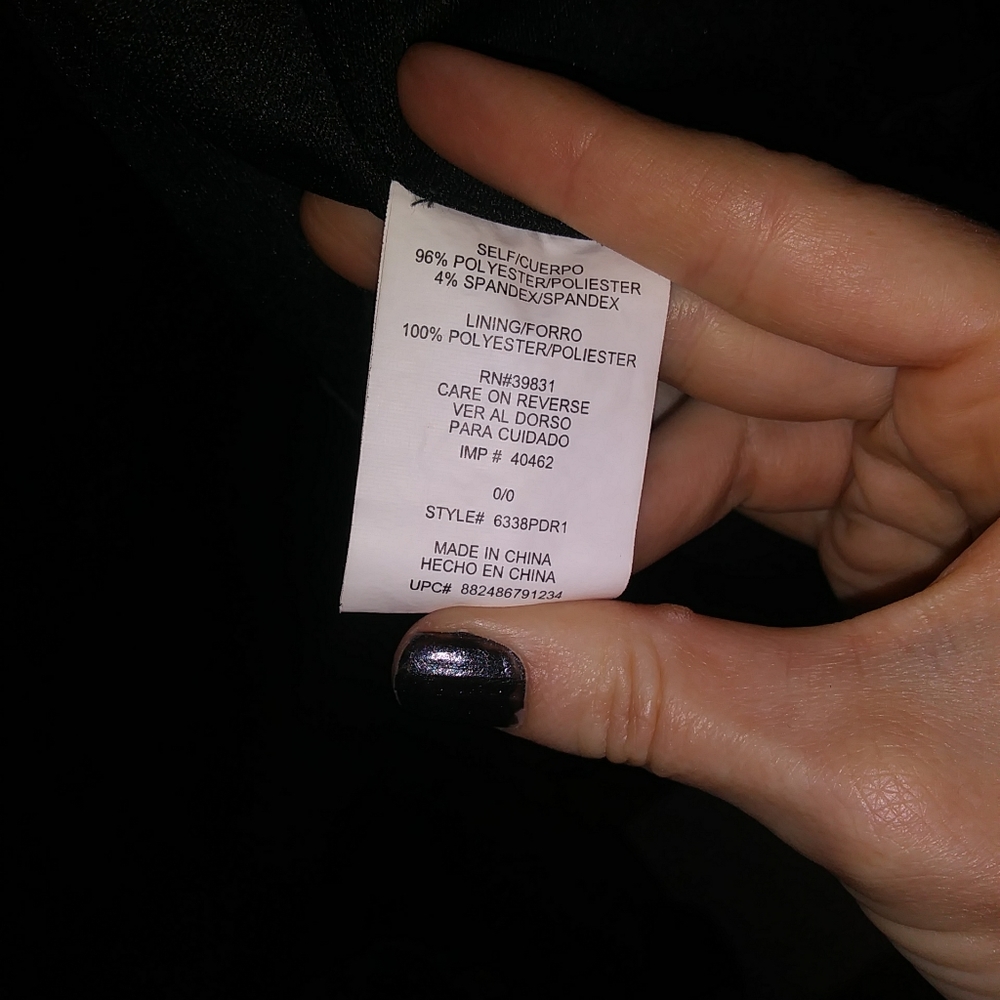 SELF/CUERPO
96% POLYESTER/POLIESTER
4% SPANDEX/SPANDEX
LINING/FORRO
100% POLYESTER/POLIESTER
RN#39831
CARE ON REVERSE
VER AL DORSO
PARA CUIDADO
IMP # 40462
0/0
STYLE# 6338PDR1
MADE IN CHINA
HECHO EN CHINA
UPC# 882486791234